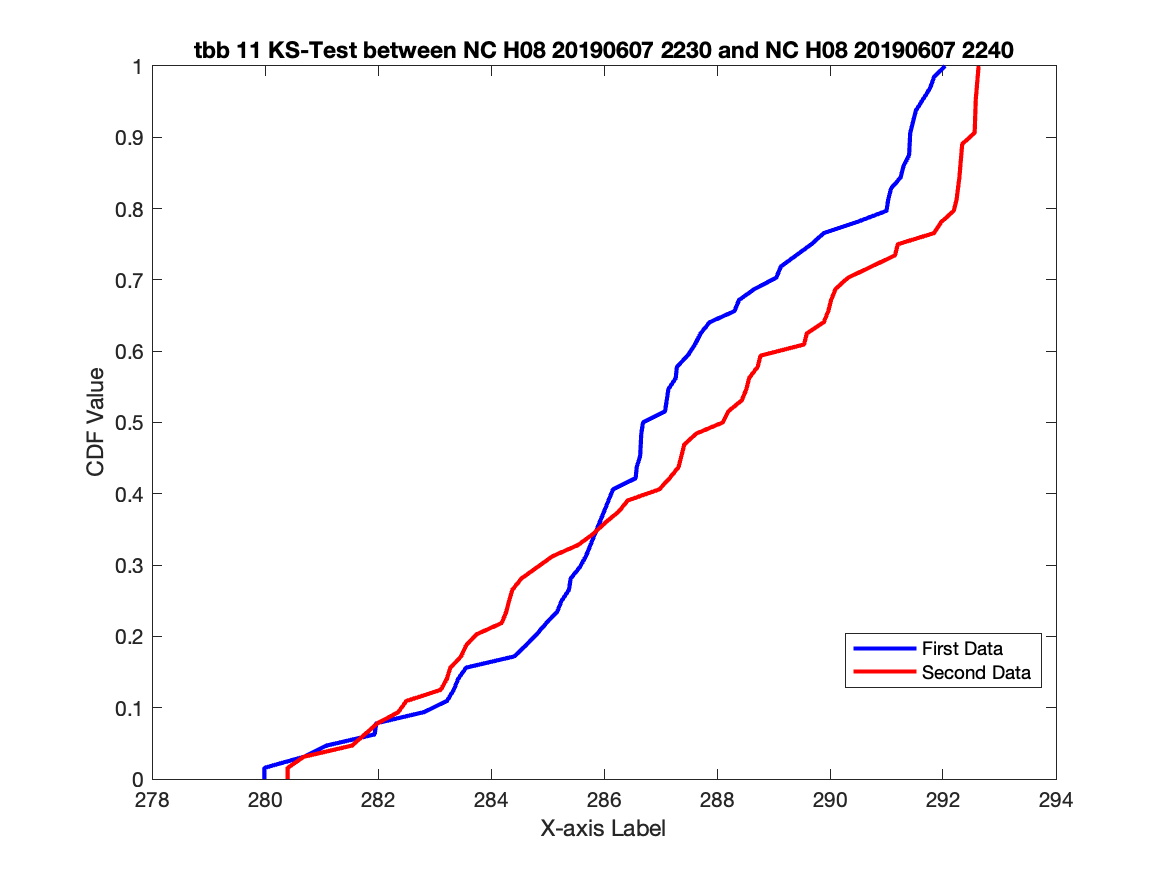 tbb 11 KS-Test between NC H08 20190607 2230 and NC H08 20190607 2240
1
0.9
0.8
0.7
0.6
0.5
0.4
0.3
0.2
0.1
0
CDF Value
First Data
Second Data
278 280 282 284 286 288 290 292 294
X-axis Label